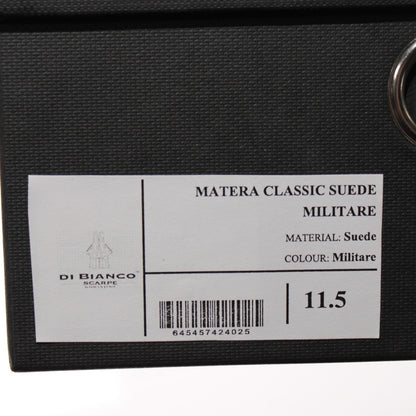 MATERA CLASSIC SUEDE
MILITARE
MATERIAL: Suede
COLOUR: Militare
DI BIANCO
SCARPE
645457424025
11.5